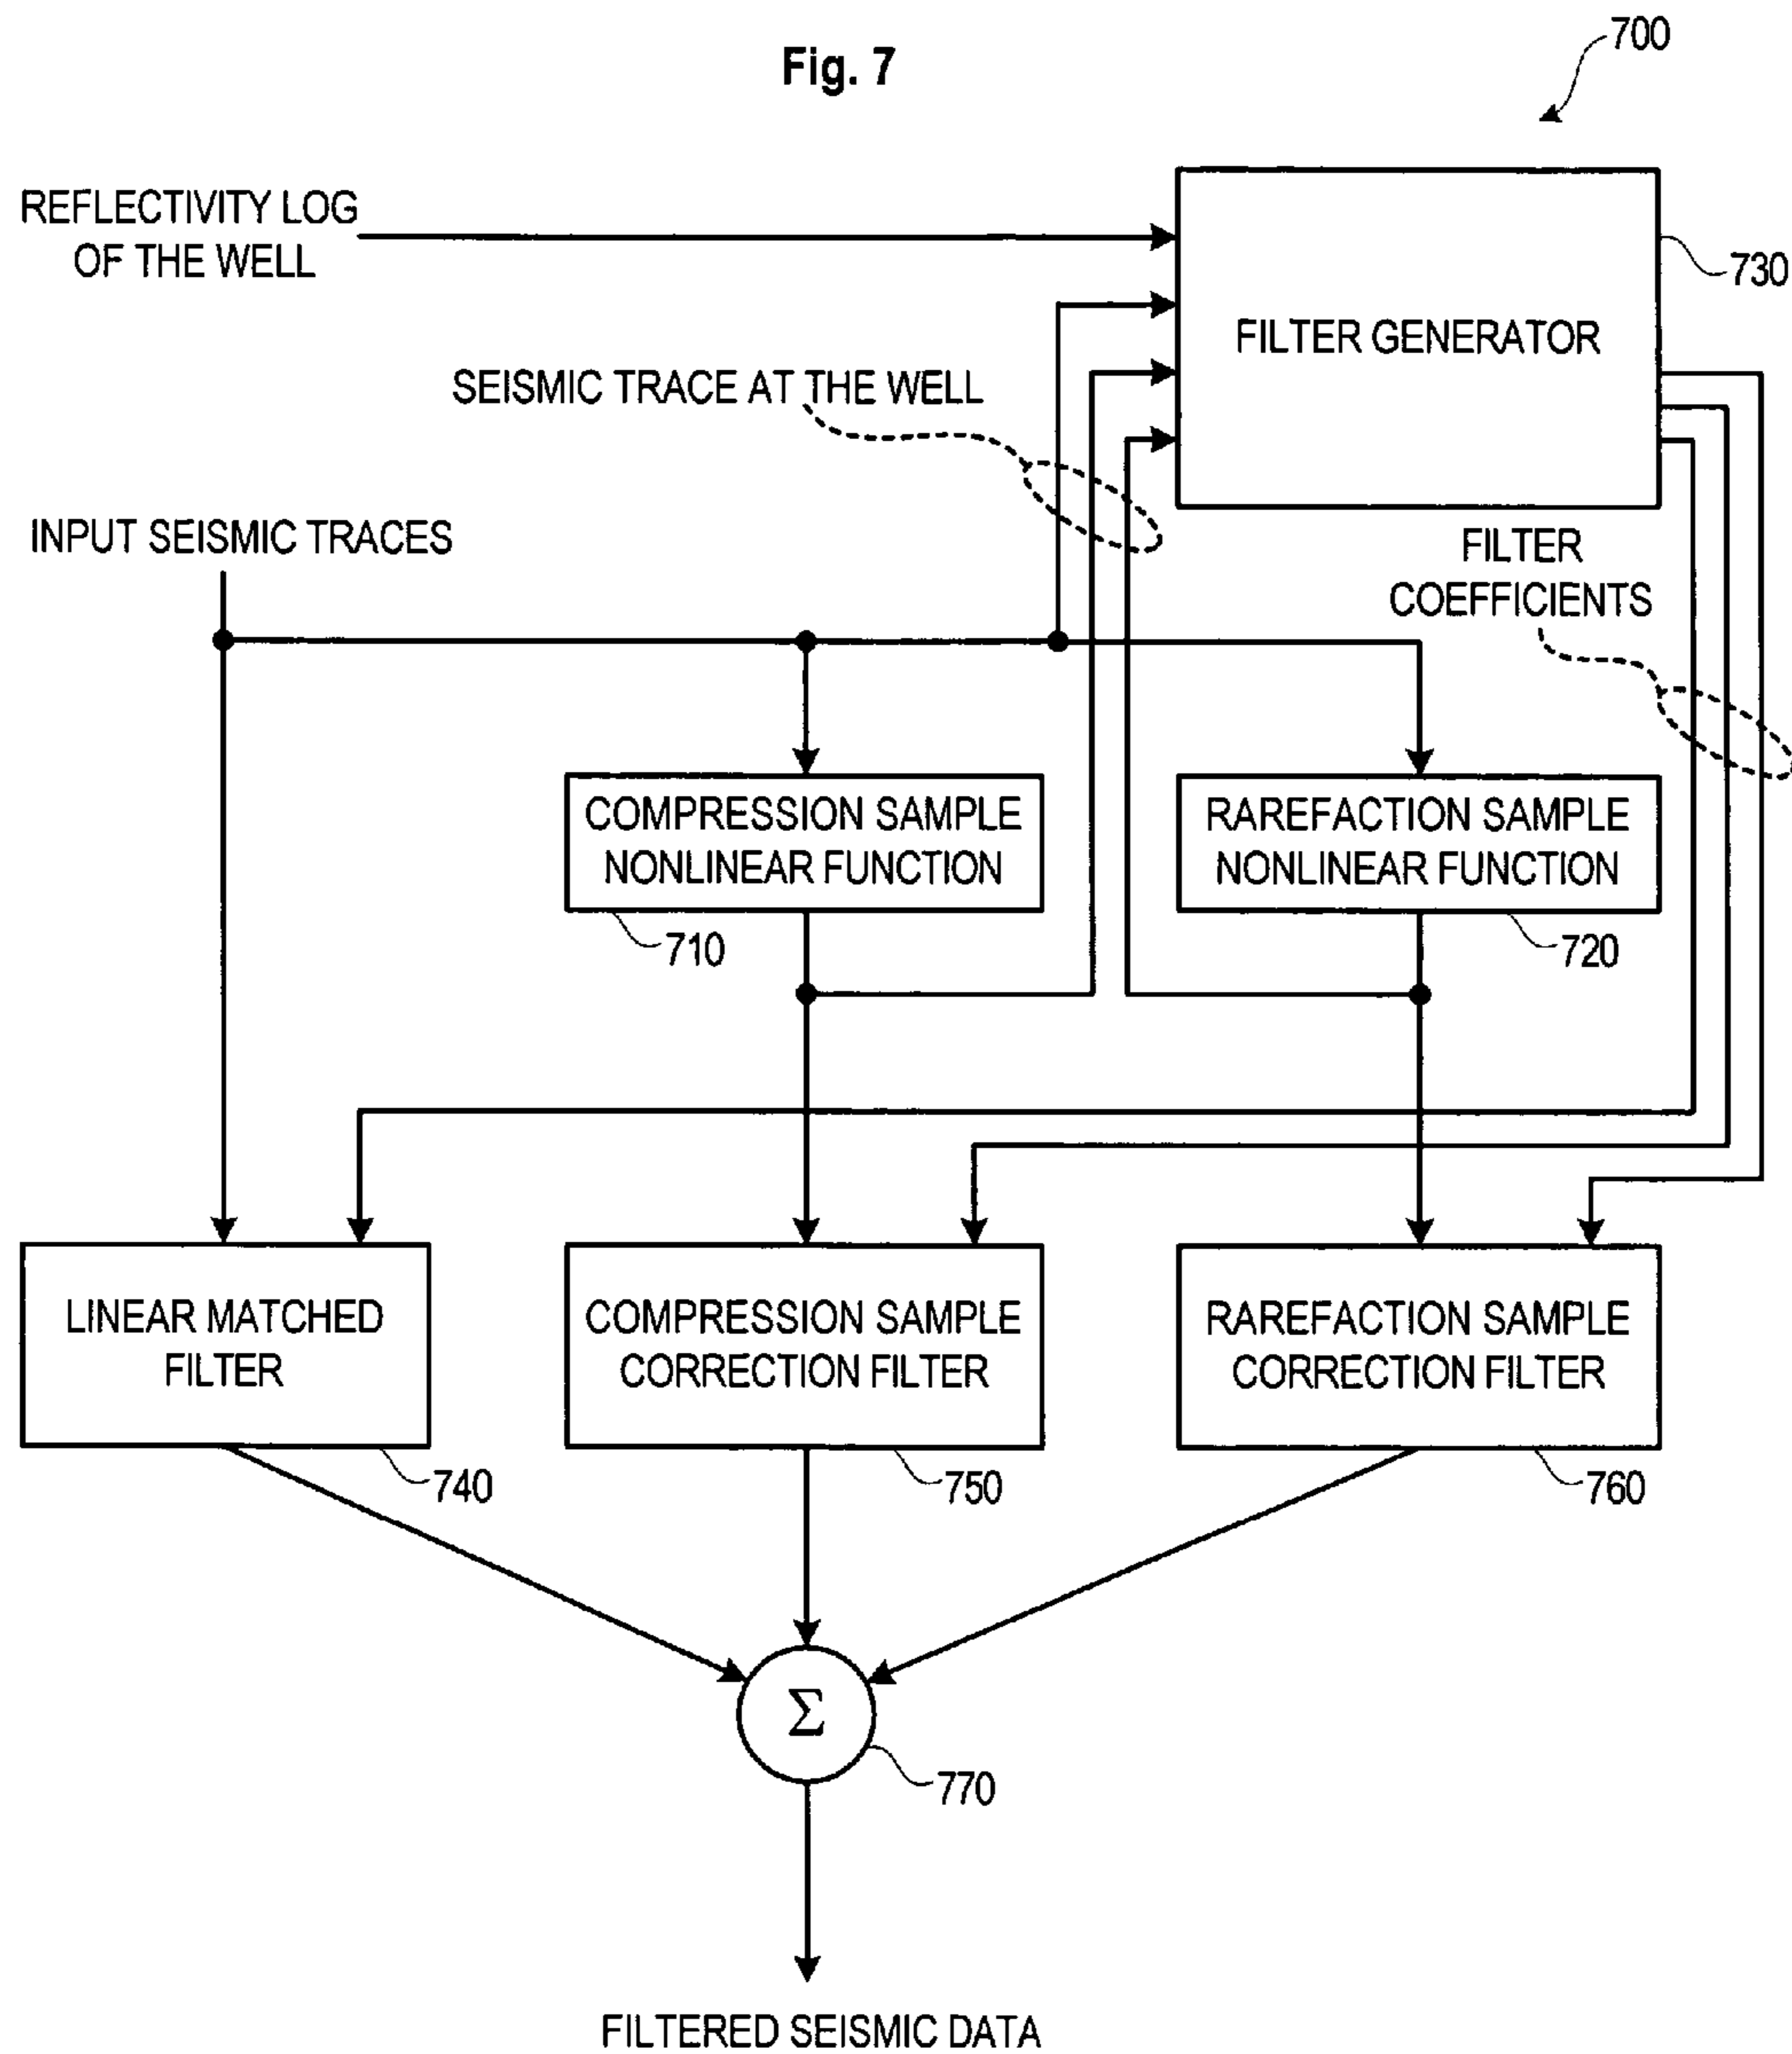 Fig. 7
700
REFLECTIVITY LOG
OF THE WELL
730
FILTER GENERATOR
SEISMIC TRACE AT THE WELL
INPUT SEISMIC TRACES
FILTER
COEFFICIENTS
COMPRESSION SAMPLE
NONLINEAR FUNCTION
710
RAREFACTION SAMPLE
NONLINEAR FUNCTION
720
LINEAR MATCHED
FILTER
740
COMPRESSION SAMPLE
CORRECTION FILTER
750
RAREFACTION SAMPLE
CORRECTION FILTER
760
Σ
770
FILTERED SEISMIC DATA